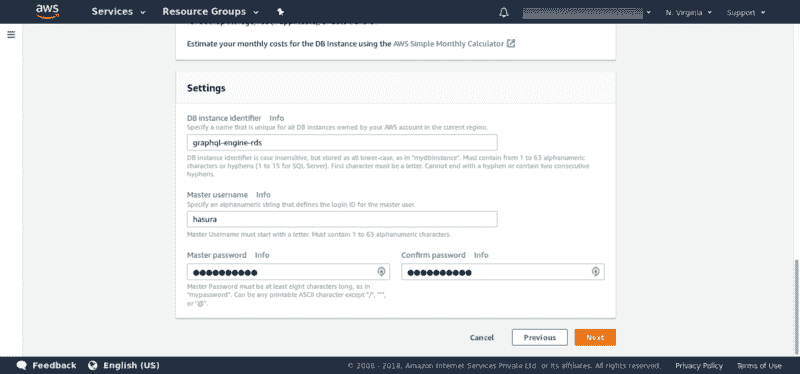 aws Services Resource Groups N. Virginia Support
Estimate your monthly costs for the DB Instance using the AWS Simple Monthly Calculator
Settings
DB instance identifier Info
Specify a name that is unique for all DB instances owned by your AWS account in the current region.
graphql-engine-rds
DB instance identifier is case insensitive, but stored as all lower-case, as in "mydbinstance". Must contain from 1 to 63 alphanumeric
characters or hyphens (1 to 15 for SQL Server). First character must be a letter. Cannot end with a hyphen or contain two consecutive
hyphens.
Master username Info
Specify an alphanumeric string that defines the login ID for the master user.
hasura
Master Username must start with a letter. Must contain 1 to 63 alphanumeric characters.
Master password Info Confirm password Info
Master Password must be at least eight characters long, as in
"mypassword". Can be any printable ASCII character except "/", """,
or "@".
Cancel Previous Next
Feedback English (US) © 2008 - 2018, Amazon Internet Services Private Ltd. or its affiliates. All rights reserved. Privacy Policy Terms of Use